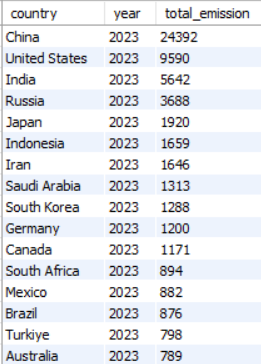 country year total_emission
China 2023 24392
United States 2023 9590
India 2023 5642
Russia 2023 3688
Japan 2023 1920
Indonesia 2023 1659
Iran 2023 1646
Saudi Arabia 2023 1313
South Korea 2023 1288
Germany 2023 1200
Canada 2023 1171
South Africa 2023 894
Mexico 2023 882
Brazil 2023 876
Turkiye 2023 798
Australia 2023 789